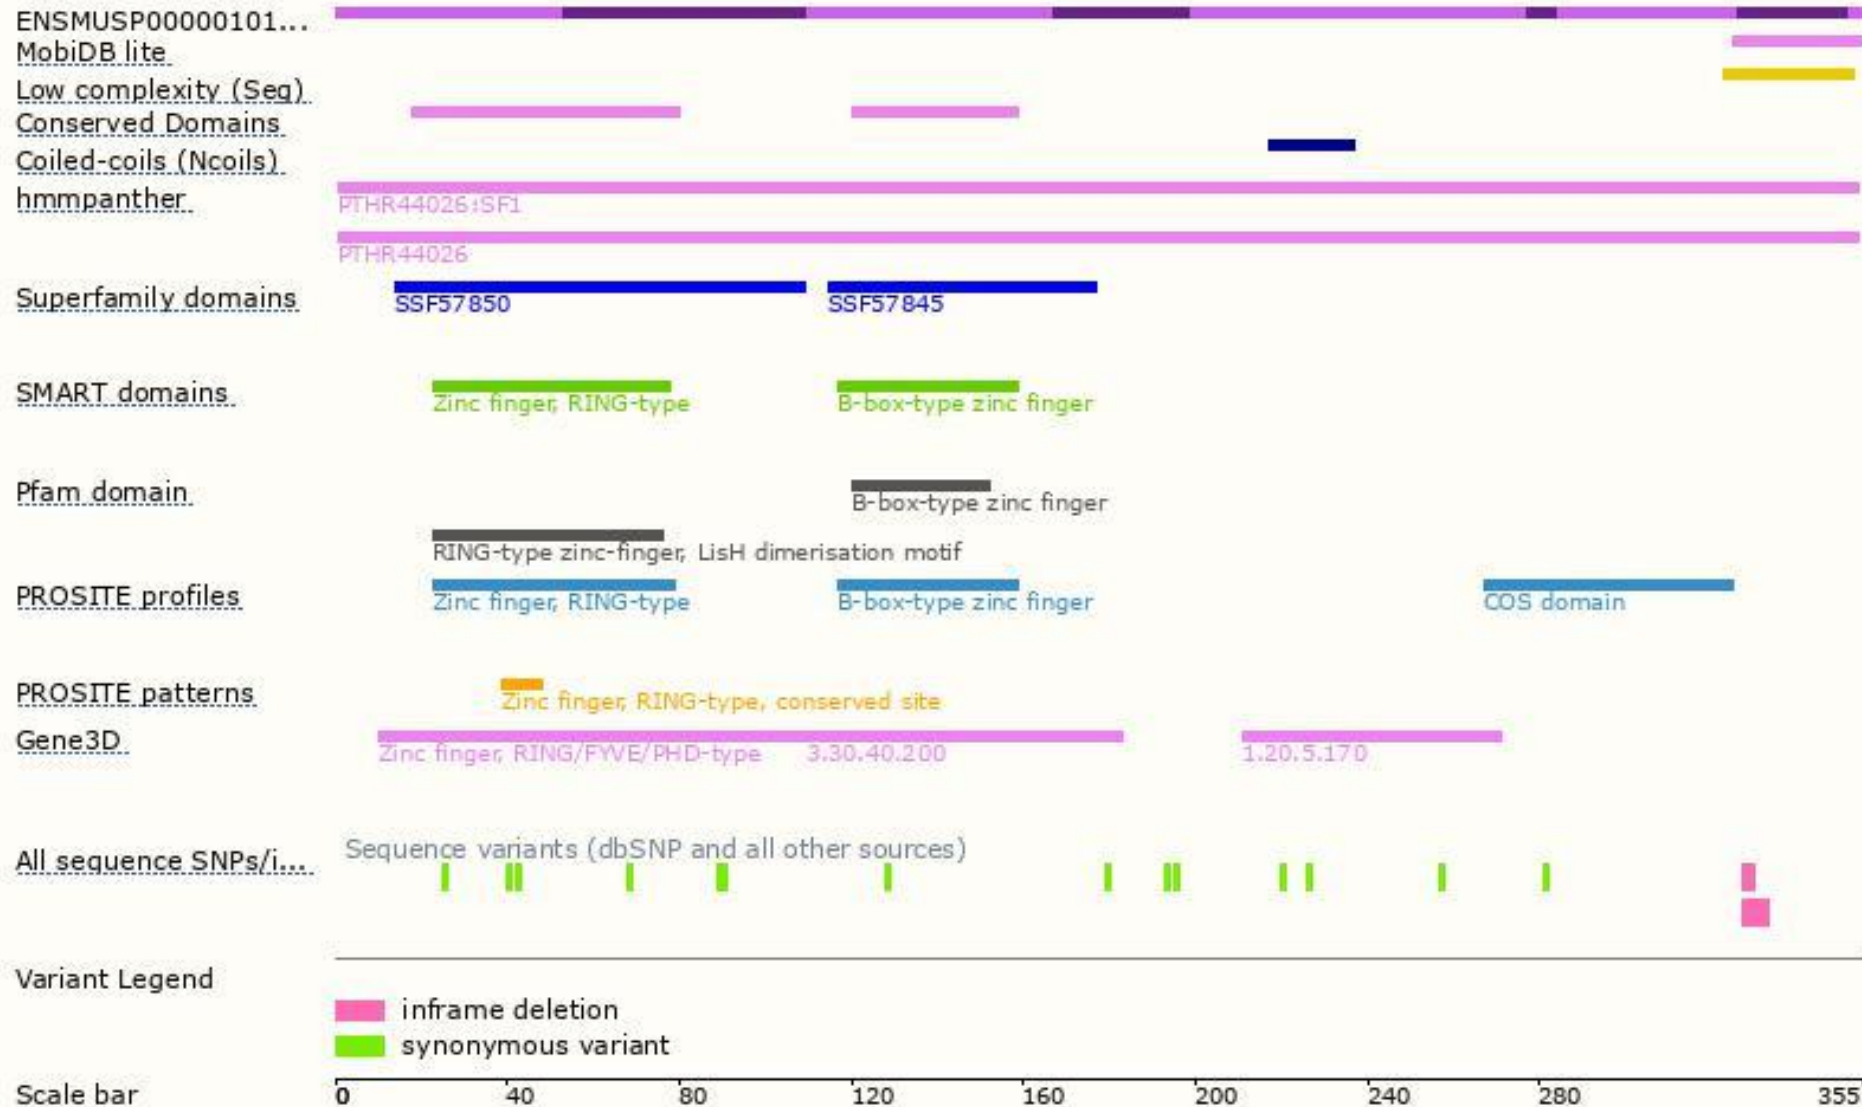 ENSMUSP00000101...
MobiDB lite
Low complexity (Seg)
Conserved Domains
Coiled-coils (Ncoils)
hmmpanther
PTHR44026:SF1
PTHR44026
Superfamily domains
SSF57850 SSF57845
SMART domains
Zinc finger, RING-type B-box-type zinc finger
Pfam domain
B-box-type zinc finger
RING-type zinc-finger, LisH dimerisation motif
PROSITE profiles
Zinc finger, RING-type B-box-type zinc finger COS domain
PROSITE patterns
Zinc finger, RING-type, conserved site
Gene3D
Zinc finger, RING/FYVE/PHD-type 3.30.40.200 1.20.5.170
Sequence variants (dbSNP and all other sources)
All sequence SNPs/i...
Variant Legend
inframe deletion
synonymous variant
Scale bar 0 40 80 120 160 200 240 280 355